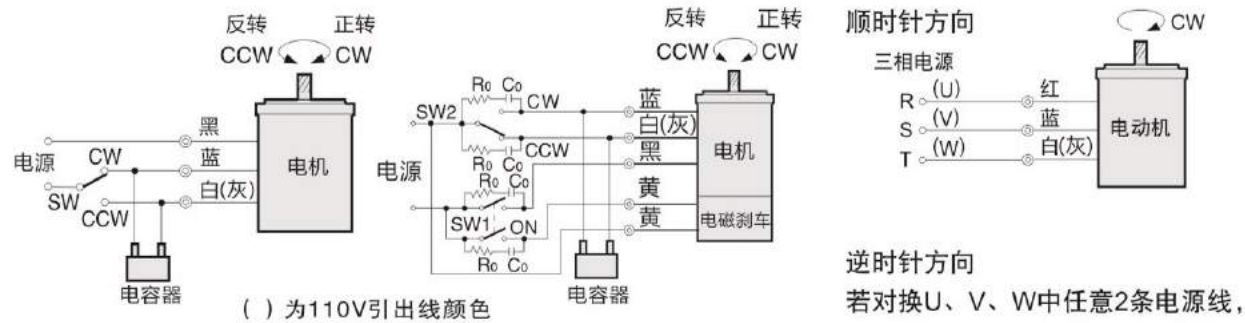 反转 正转
CCW CW
黑
电源 CW 蓝 电机
SW 白(灰)
CCW
电容器
反转 正转
CCW CW
R₀ C₀
CW 蓝
SW2 白(灰)
CCW
R₀ C₀ 黑 电机
电源 R₀ C₀
黄
SW1 ON 黄 电磁刹车
R₀ C₀
电容器
( )为110V引出线颜色
顺时针方向 CW
三相电源
R (U) 红
S (V) 蓝 电动机
T (W) 白(灰)
逆时针方向
若对换U、V、W中任意2条电源线，